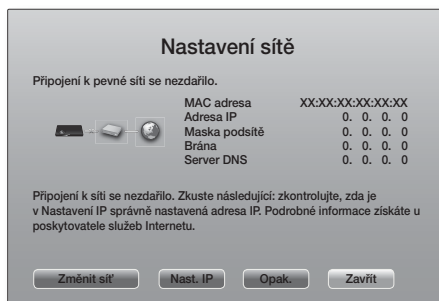 Nastavení sítě
Připojení k pevné síti se nezdařilo.
MAC adresa XX:XX:XX:XX:XX:XX
Adresa IP 0. 0. 0. 0
Maska podsítě 0. 0. 0. 0
Brána 0. 0. 0. 0
Server DNS 0. 0. 0. 0
Připojení k síti se nezdařilo. Zkuste následující: zkontrolujte, zda je
v Nastavení IP správně nastavená adresa IP. Podrobné informace získáte u
poskytovatele služeb Internetu.
Změnit síť Nast. IP Opak. Zavřít